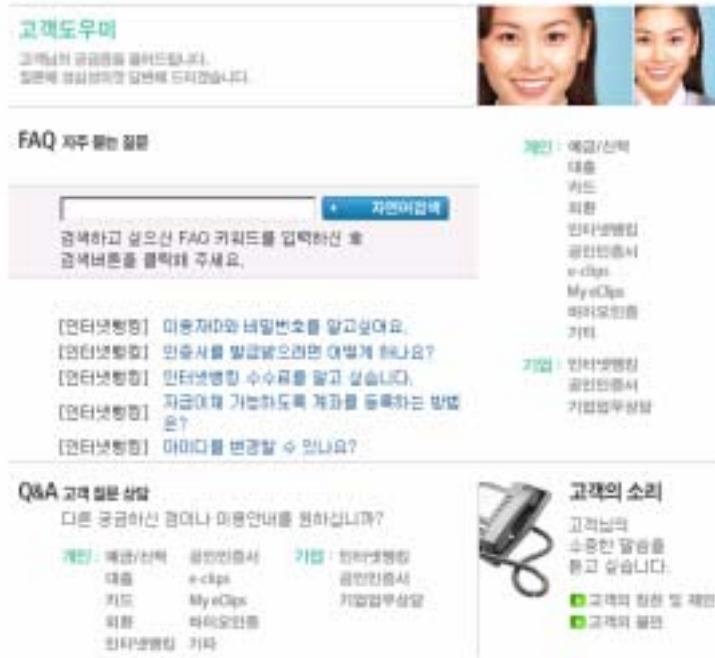 고객도우미
고객님의 궁금증을 풀어드립니다.
질문에 성심성의껏 답변해 드리겠습니다.
FAQ 자주 묻는 질문
자연어검색
검색하고 싶으신 FAQ 키워드를 입력하신 후
검색버튼을 클릭해 주세요.
[인터넷뱅킹] 이용자ID와 비밀번호를 알고싶어요.
[인터넷뱅킹] 인증서를 발급받으려면 어떻게 하나요?
[인터넷뱅킹] 인터넷뱅킹 수수료를 알고 싶습니다.
[인터넷뱅킹] 자금이체 가능하도록 계좌를 등록하는 방법
은?
[인터넷뱅킹] 아이디를 변경할 수 있나요?
개인 : 예금/신탁
대출
카드
외환
인터넷뱅킹
공인인증서
e-clips
My eClips
바이오인증
기타
기업 : 인터넷뱅킹
공인인증서
기업업무상담
Q&A 고객 질문 상담
다른 궁금하신 점이나 이용안내를 원하십니까?
개인 : 예금/신탁 공인인증서 기업 : 인터넷뱅킹
대출 e-clips 공인인증서
카드 My eClips 기업업무상담
외환 바이오인증
인터넷뱅킹 기타
고객의 소리
고객님의
소중한 말씀을
듣고 싶습니다.
고객의 칭찬 및 제안
고객의 불만